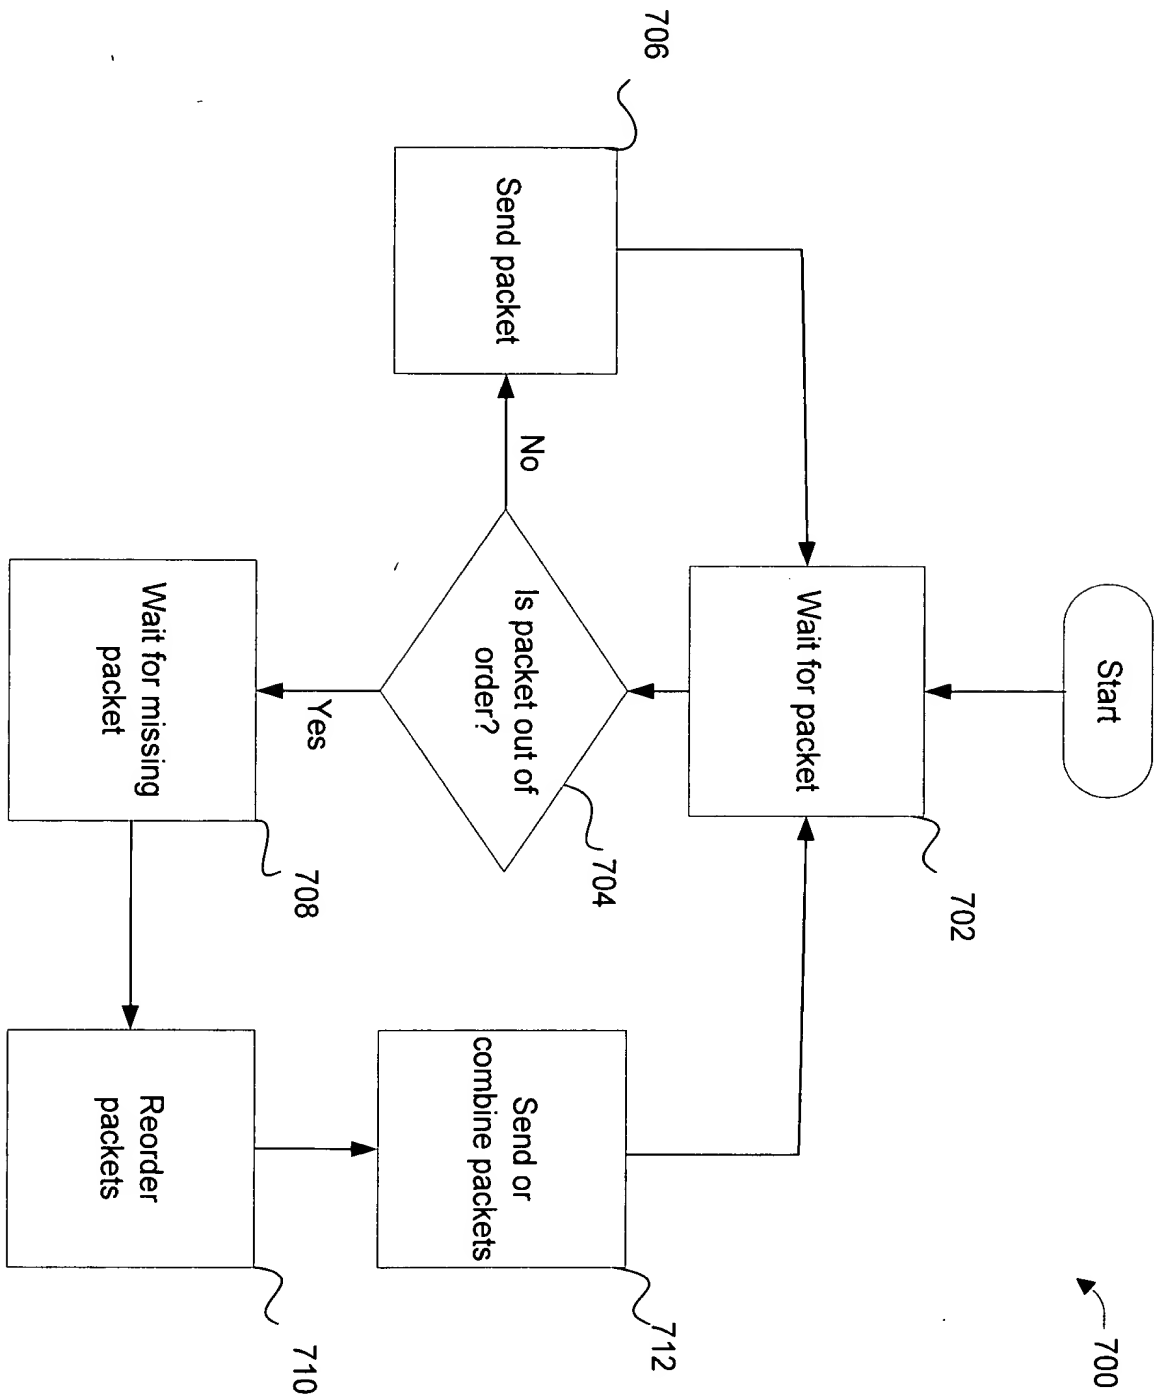 700
Start
Wait for packet
702
Is packet out of
order?
704
No
Send packet
706
Yes
Wait for missing
packet
708
Reorder
packets
710
Send or
combine packets
712